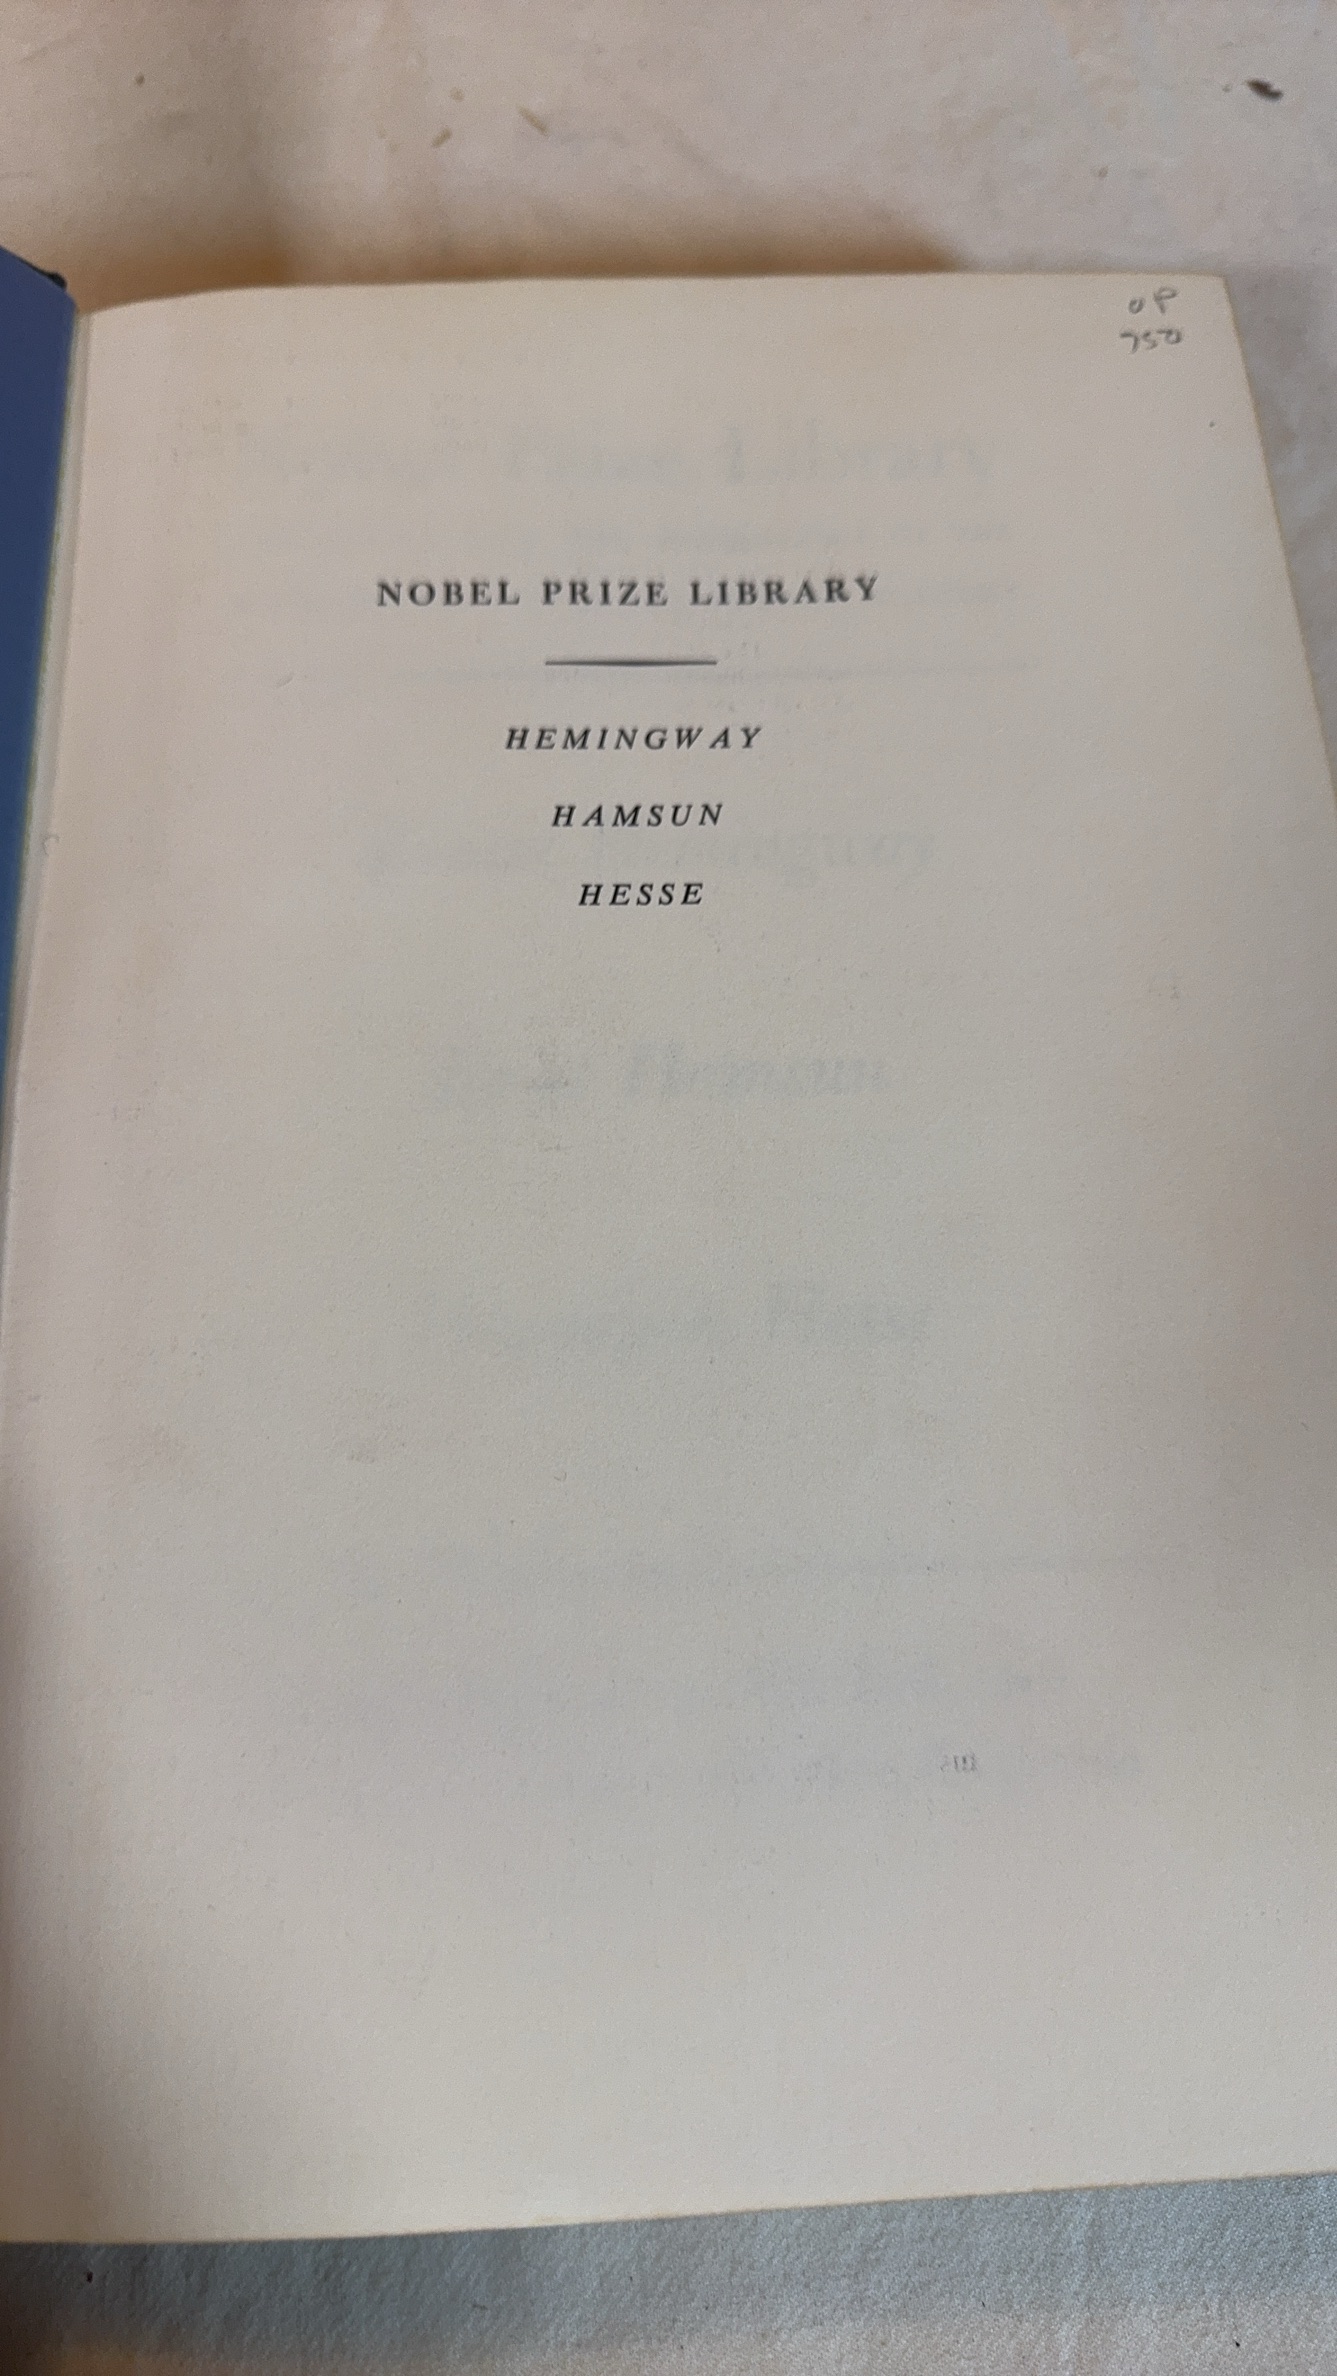 OP
750
NOBEL PRIZE LIBRARY
HEMINGWAY
HAMSUN
HESSE